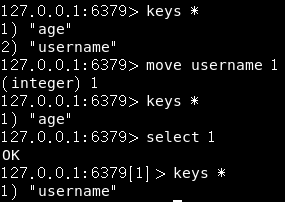 127.0.0.1:6379> keys *
1) "age"
2) "username"
127.0.0.1:6379> move username 1
(integer) 1
127.0.0.1:6379> keys *
1) "age"
127.0.0.1:6379> select 1
OK
127.0.0.1:6379[1]> keys *
1) "username"